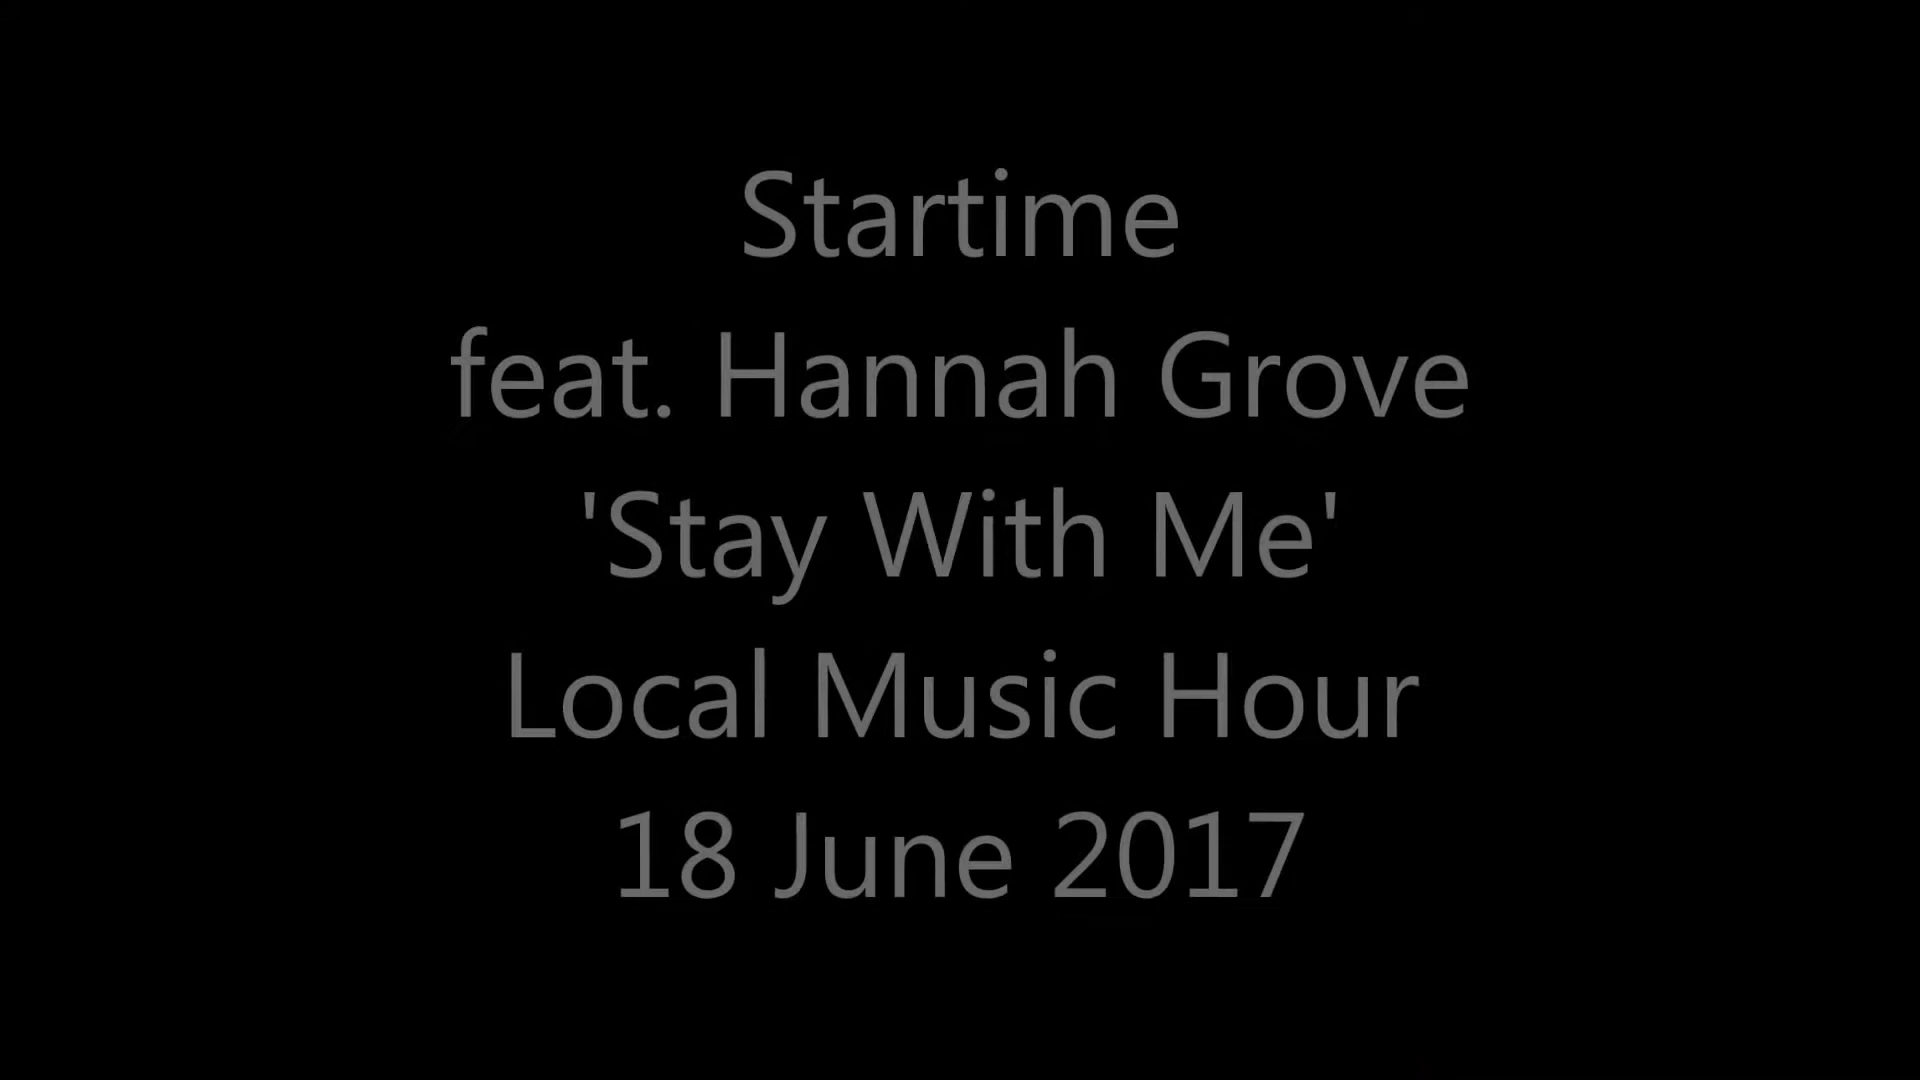 Startime
feat. Hannah Grove
'Stay With Me'
Local Music Hour
18 June 2017